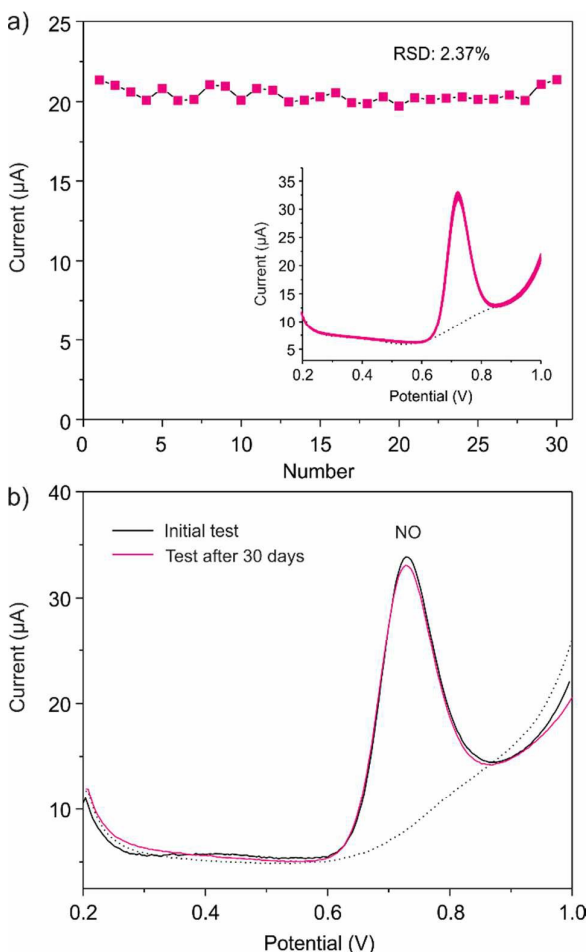 a)
25
20
15
10
5
0
Current (µA)
RSD: 2.37%
35
30
25
20
15
10
5
Current (µA)
0.2 0.4 0.6 0.8 1.0
Potential (V)
0 5 10 15 20 25 30
Number
b)
40
30
20
10
Current (µA)
Initial test
Test after 30 days
NO
0.2 0.4 0.6 0.8 1.0
Potential (V)